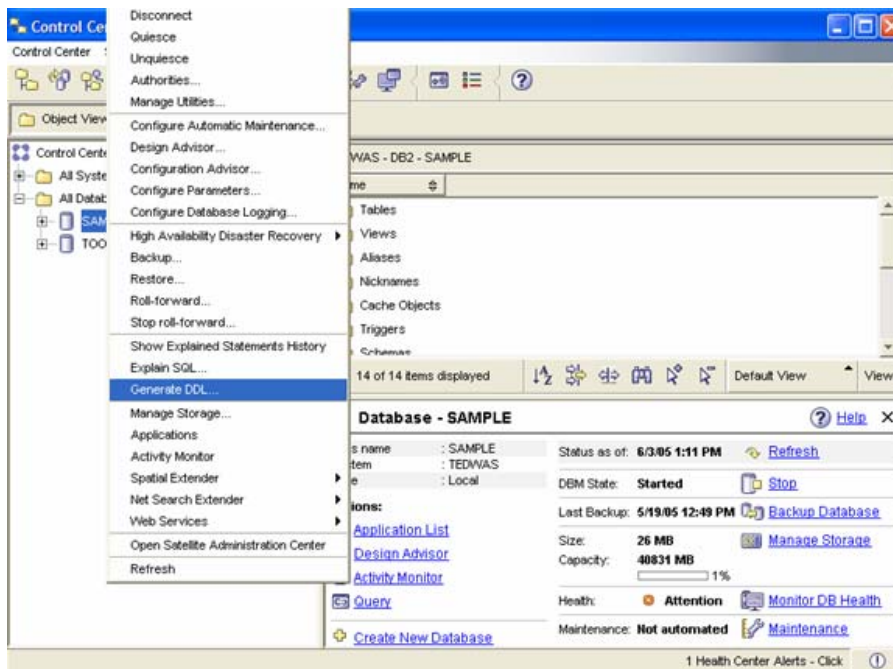 Control Ce
Control Center
Object View
Control Cente
All Syste
All Datab
SAM
TOO
Disconnect
Quiesce
Unquiesce
Authorities...
Manage Utilities...
Configure Automatic Maintenance...
Design Advisor...
Configuration Advisor...
Configure Parameters...
Configure Database Logging...
High Availability Disaster Recovery
Backup...
Restore...
Roll-forward...
Stop roll-forward...
Show Explained Statements History
Explain SQL...
Generate DDL...
Manage Storage...
Applications
Activity Monitor
Spatial Extender
Net Search Extender
Web Services
Open Satellite Administration Center
Refresh
WAS - DB2 - SAMPLE
me
Tables
Views
Aliases
Nicknames
Cache Objects
Triggers
Schemas
14 of 14 items displayed
Default View
View
Database - SAMPLE
Help
s name : SAMPLE
tem : TEDWAS
e : Local
ions:
Application List
Design Advisor
Activity Monitor
Query
Create New Database
Status as of: 6/3/05 1:11 PM Refresh
DBM State: Started Stop
Last Backup: 5/19/05 12:49 PM Backup Database
Size: 26 MB Manage Storage
Capacity: 40831 MB
1%
Health: Attention Monitor DB Health
Maintenance: Not automated Maintenance
1 Health Center Alerts - Click